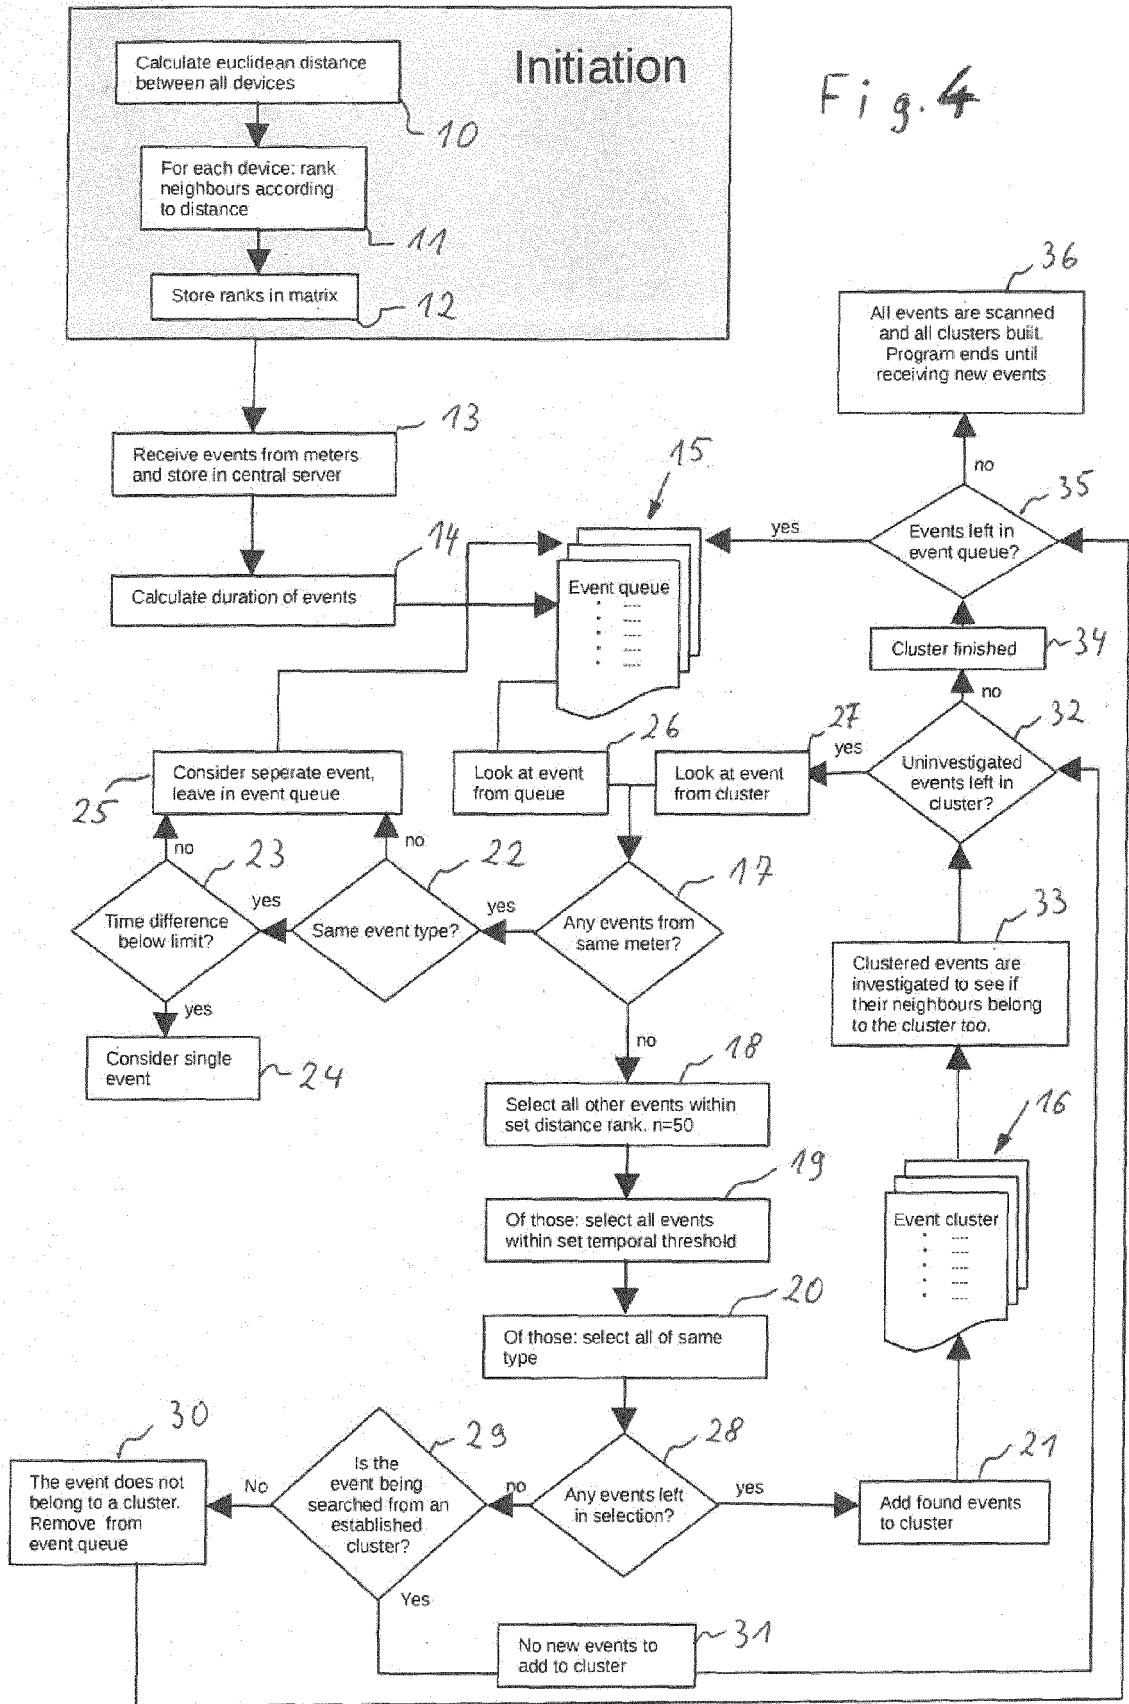 Initiation
Fig. 4
Calculate euclidean distance
between all devices
10
For each device: rank
neighbours according
to distance
11
Store ranks in matrix
12
36
All events are scanned
and all clusters built.
Program ends until
receiving new events
13
Receive events from meters
and store in central server
15
no
35
yes
Events left in
event queue?
14
Calculate duration of events
Event queue
Cluster finished
34
no
32
26
27
yes
Uninvestigated
events left in
cluster?
25
Consider seperate event,
leave in event queue
Look at event
from queue
Look at event
from cluster
no
23
no
22
17
yes
yes
Time difference
below limit?
Same event type?
Any events from
same meter?
33
Clustered events are
investigated to see if
their neighbours belong
to the cluster too.
yes
no
Consider single
event
24
18
Select all other events within
set distance rank. n=50
16
19
Of those: select all events
within set temporal threshold
Event cluster
20
Of those: select all of same
type
30
29
28
21
The event does not
belong to a cluster.
Remove from
event queue
No
Is the
event being
searched from an
established
cluster?
no
Any events left
in selection?
yes
Add found events
to cluster
Yes
No new events to
add to cluster
31